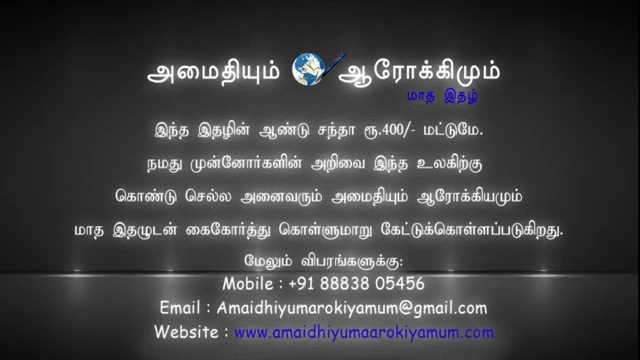 அமைதியும் ஆரோக்கிமும்
மாத இதழ்
இந்த இதழின் ஆண்டு சந்தா ரூ.400/- மட்டுமே.
நமது முன்னோர்களின் அறிவை இந்த உலகிற்கு
கொண்டு செல்ல அனைவரும் அமைதியும் ஆரோக்கியமும்
மாத இதழுடன் கைகோர்த்து கொள்ளுமாறு கேட்டுக்கொள்ளப்படுகிறது.
மேலும் விபரங்களுக்கு:
Mobile : +91 88838 05456
Email : Amaidhiyumarokiyamum@gmail.com
Website : www.amaidhiyumaarokiyamum.com